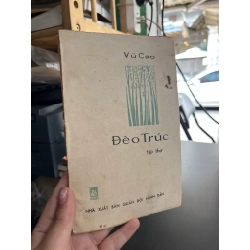 Vũ Cao
Đèo Trúc
Tập thơ
NHÀ XUẤT BẢN QUÂN ĐỘI NHÂN DÂN